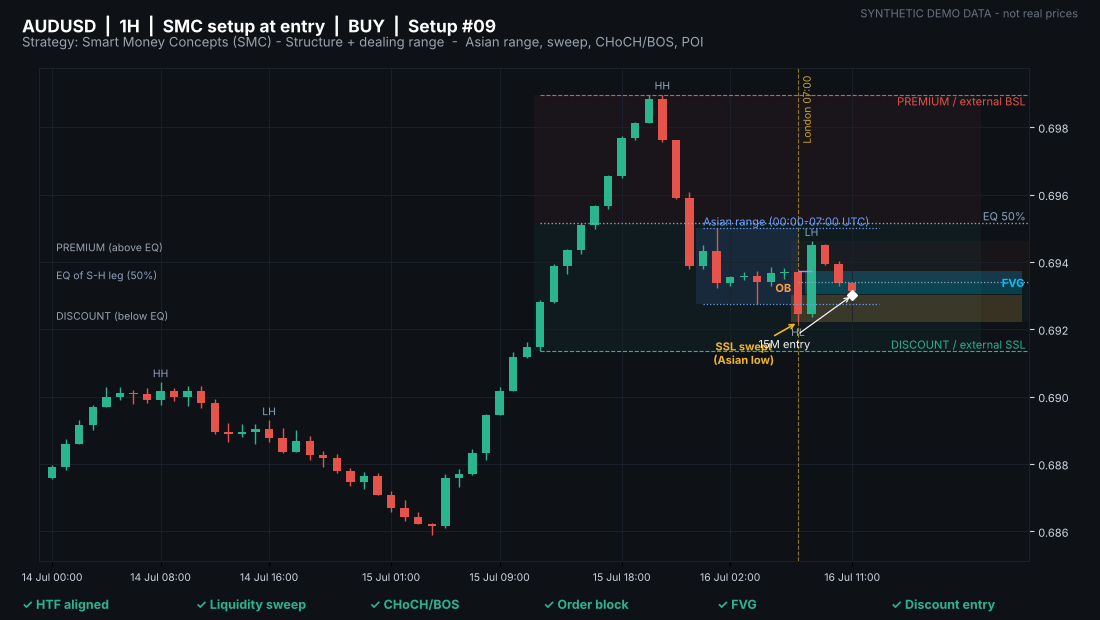 SYNTHETIC DEMO DATA - not real prices
AUDUSD | 1H | SMC setup at entry | BUY | Setup #09
Strategy: Smart Money Concepts (SMC) - Structure + dealing range - Asian range, sweep, CHoCH/BOS, POI
London 07:00
HH
PREMIUM / external BSL
0.698
0.696
EQ 50%
Asian range (00:00-07:00 UTC)
LH
PREMIUM (above EQ)
0.694
EQ of S-H leg (50%)
FVG
OB
DISCOUNT (below EQ)
0.692
HL
SSL swept
15M entry
DISCOUNT / external SSL
(Asian low)
HH
0.690
LH
0.688
0.686
14 Jul 00:00
14 Jul 08:00
14 Jul 16:00
15 Jul 01:00
15 Jul 09:00
15 Jul 18:00
16 Jul 02:00
16 Jul 11:00
✓ HTF aligned
✓ Liquidity sweep
✓ CHoCH/BOS
✓ Order block
✓ FVG
✓ Discount entry